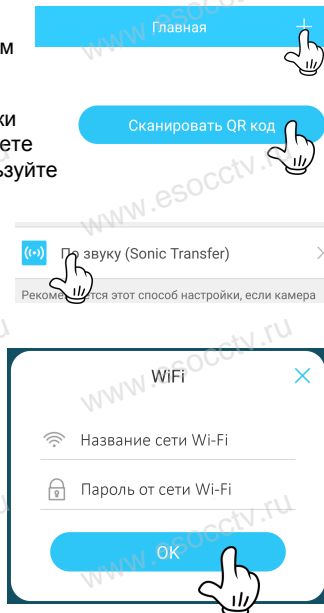 Главная
Сканировать QR код
зуйте
По звуку (Sonic Transfer)
Рекомендуется этот способ настройки, если камера
WiFi
Название сети Wi-Fi
Пароль от сети Wi-Fi
OK
www.esocctv.ru